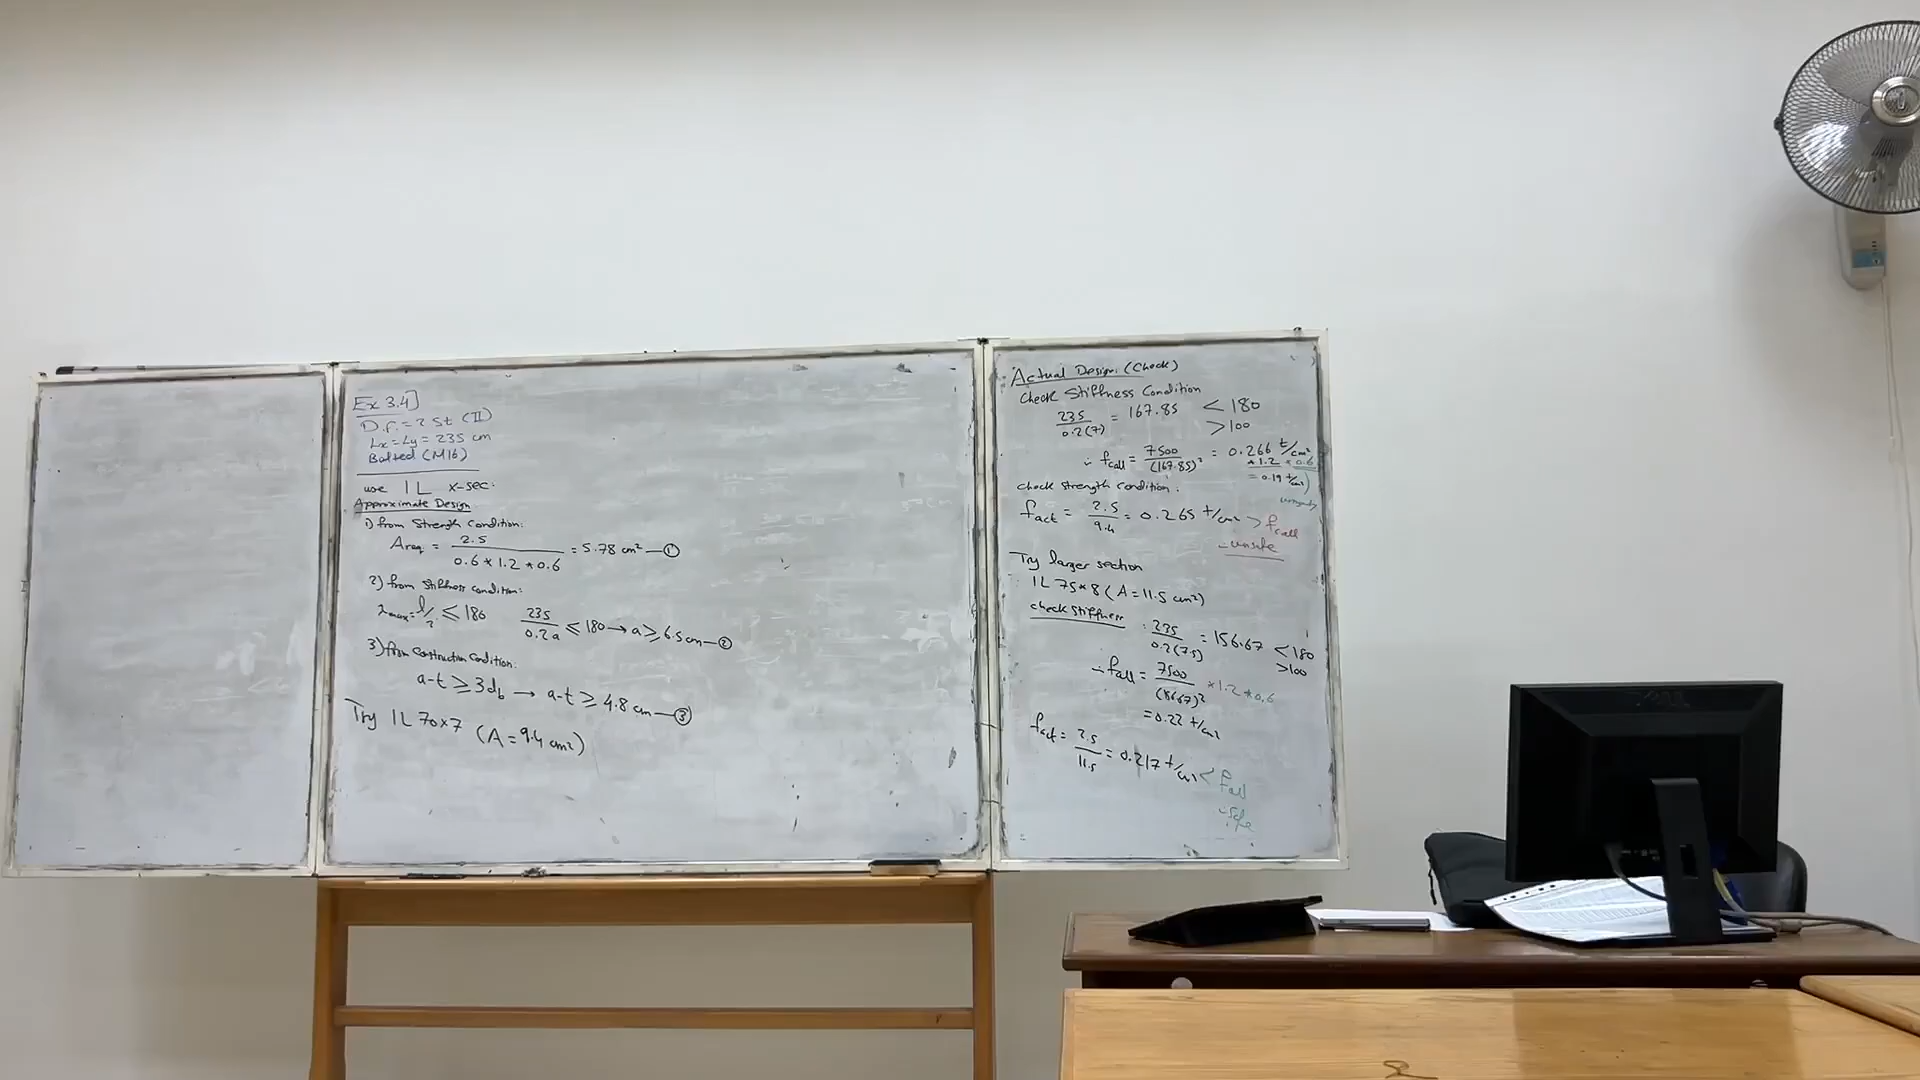 Ex 3.4]
D.f. = 2.5t (II)
Lx = Ly = 235 cm
Bolted (M16)
use 1L x-sec:
Approximate Design
1) from Strength Condition:
Areq = 2.5 / 0.6 * 1.2 * 0.6 = 5.78 cm² — ①
2) from stiffness condition:
λmax = l/i ≤ 180 235 / 0.2a ≤ 180 → a ≥ 6.5 cm — ②
3) from Construction Condition:
a-t ≥ 3db → a-t ≥ 4.8 cm — ③
Try 1L 70×7 (A = 9.4 cm²)
Actual Design: (Check)
Check Stiffness Condition
235 / 0.2(7) = 167.85 < 180
> 100
∴ fcall = 7500 / (167.85)² = 0.266 t/cm²
* 1.2 * 0.6
= 0.19 t/cm²
Check strength condition:
fact = 2.5 / 9.4 = 0.265 t/cm² > fcall
∴ unsafe
Try larger section
1L 75*8 (A = 11.5 cm²)
check stiffness
: 235 / 0.2(7.5) = 156.67 < 180
> 100
∴ fall = 7500 / (156.67)² * 1.2 * 0.6
= 0.22 t/cm²
fact = 2.5 / 11.5 = 0.217 t/cm² < fall
∴ safe